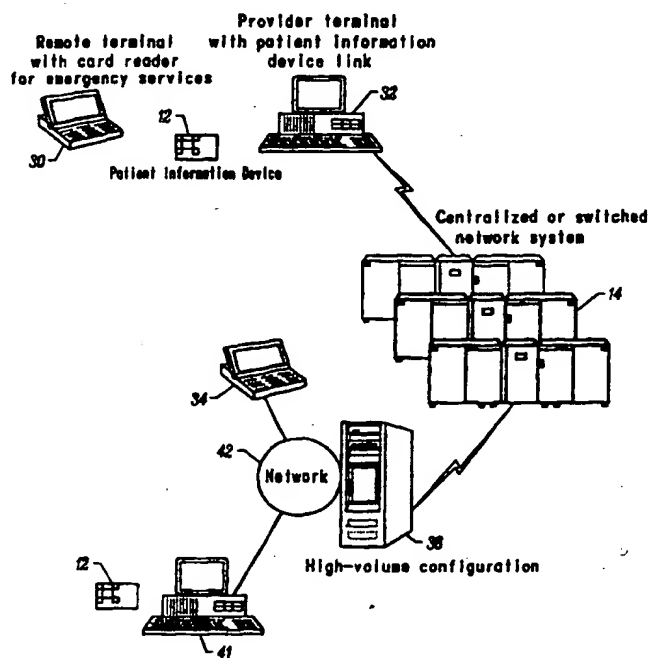 Provider terminal
with patient information
device link
Remote terminal
with card reader
for emergency services
32
12
30
Patient Information Device
Centralized or switched
network system
14
34
42
Network
38
High-volume configuration
12
41